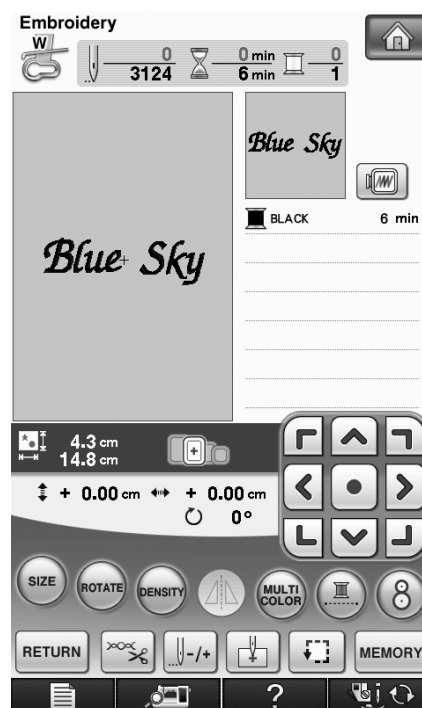 Embroidery
W
0 0 min 0
3124 6 min 1
Blue Sky
BLACK 6 min
Blue Sky
4.3 cm
14.8 cm
+ 0.00 cm + 0.00 cm
0°
SIZE ROTATE DENSITY MULTI COLOR 8
RETURN -/+ MEMORY
?